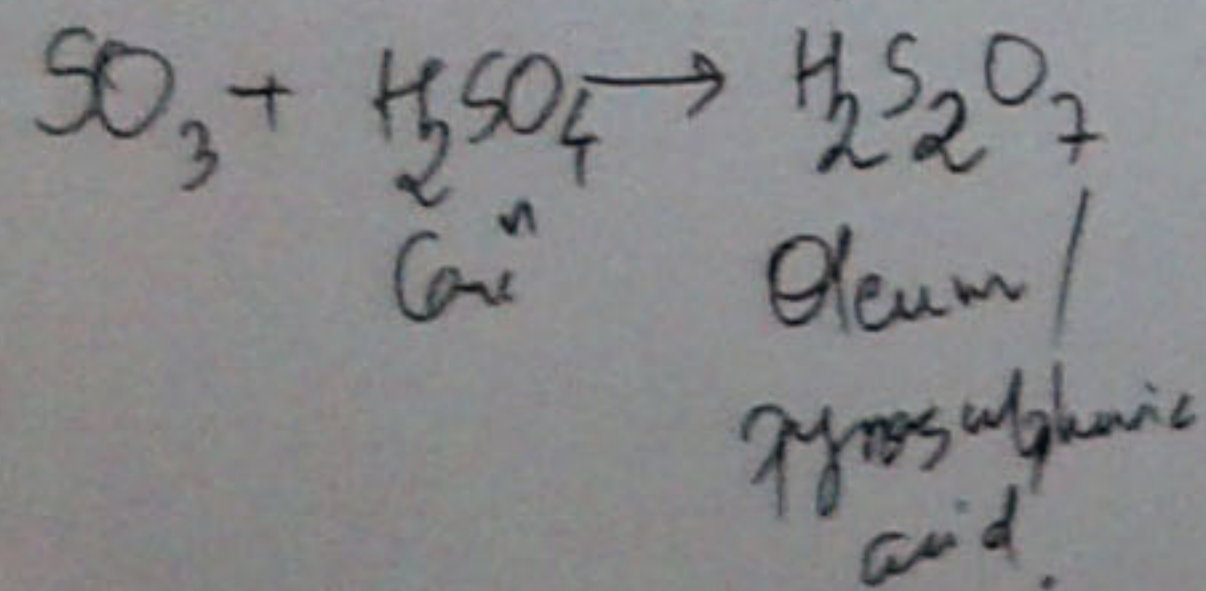 SO₃ + H₂SO₄ → H₂S₂O₇
Concⁿ Oleum /
pyrosulphuric
acid.